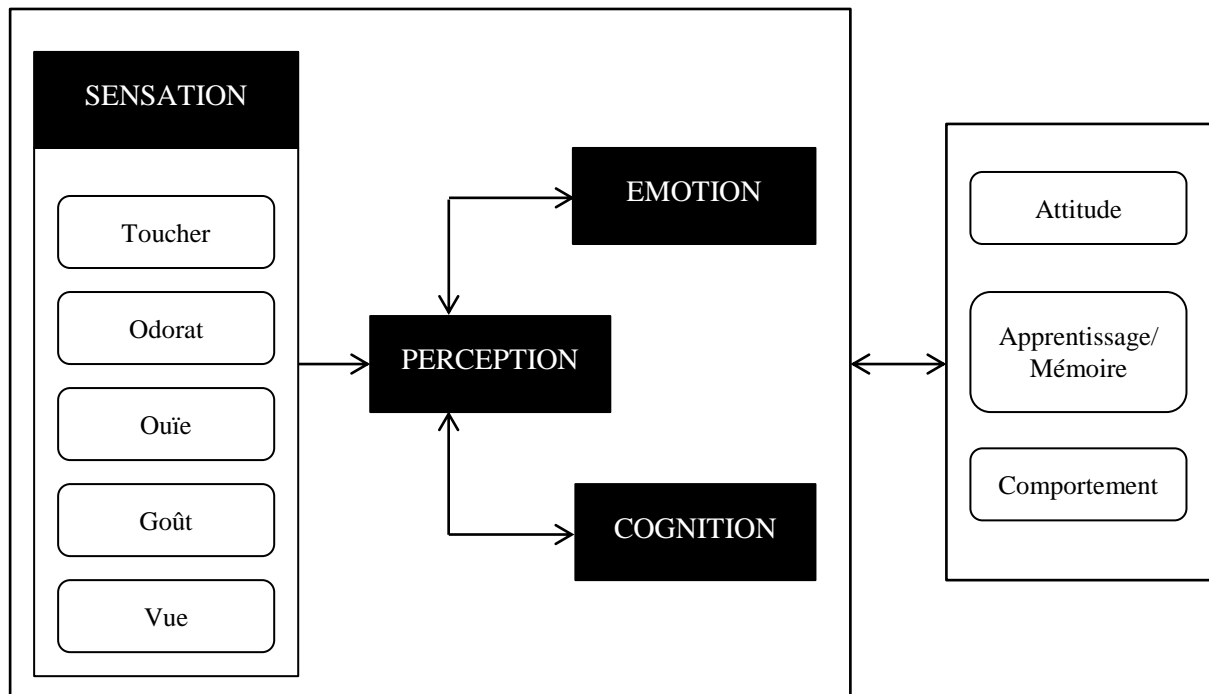 SENSATION
Toucher
Odorat
Ouïe
Goût
Vue
EMOTION
PERCEPTION
COGNITION
Attitude
Apprentissage/
Mémoire
Comportement